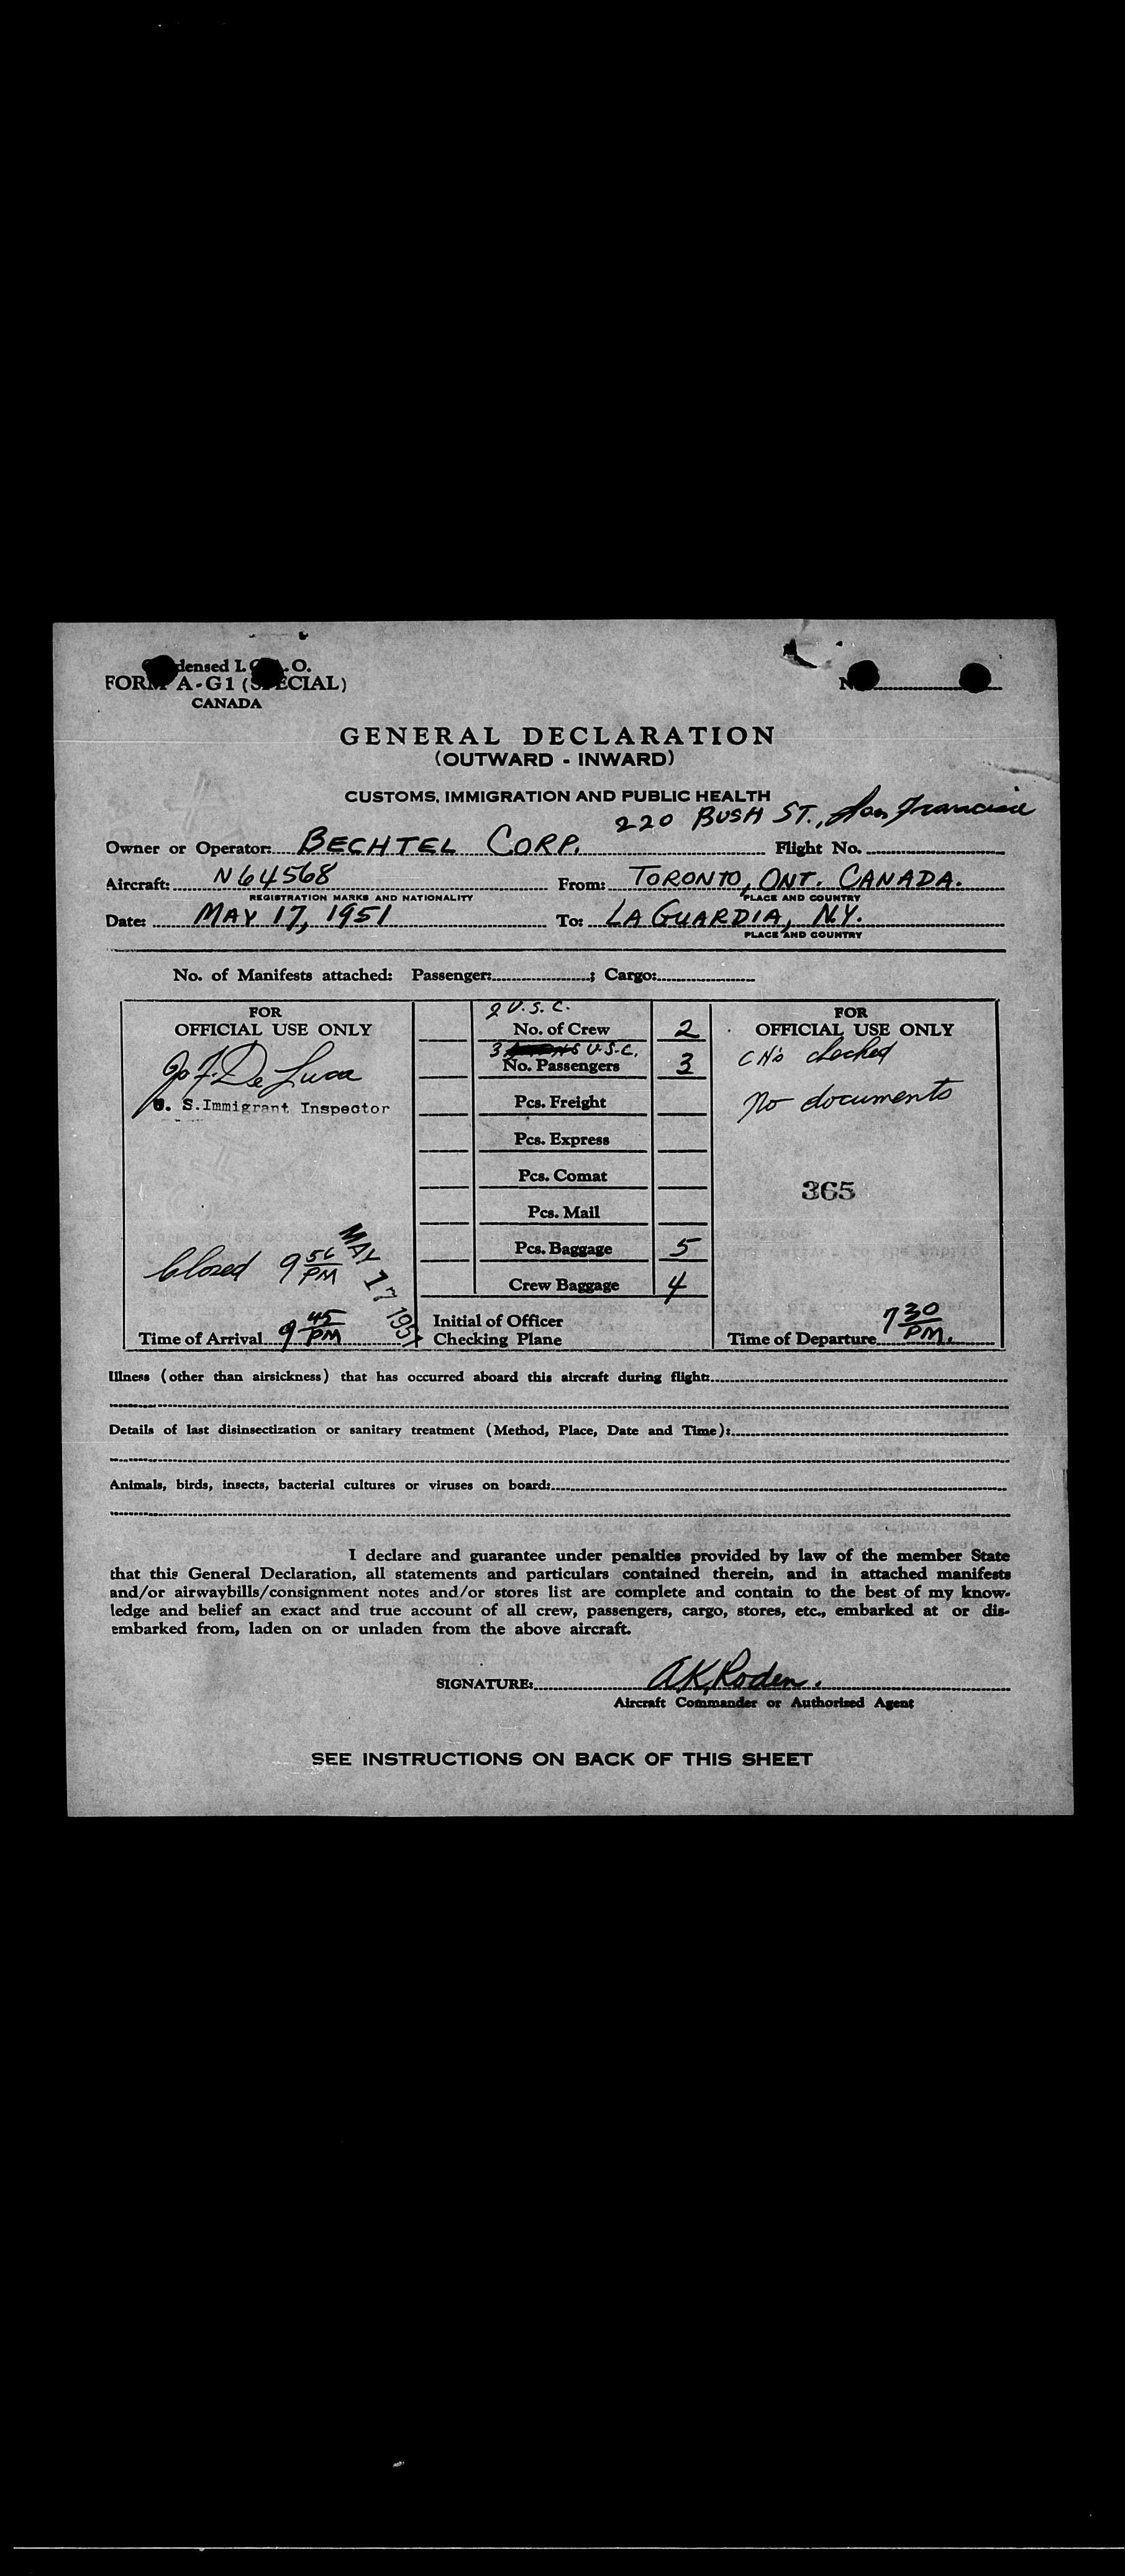 Condensed I.C.A.O.
FORM A-G1 (SPECIAL)
CANADA
No.
GENERAL DECLARATION
(OUTWARD - INWARD)
CUSTOMS, IMMIGRATION AND PUBLIC HEALTH
220 BUSH ST., San Francisco
Owner or Operator: BECHTEL CORP. Flight No.
Aircraft: N64568 From: TORONTO, ONT. CANADA.
REGISTRATION MARKS AND NATIONALITY PLACE AND COUNTRY
Date: MAY 17, 1951 To: LA GUARDIA, N.Y.
PLACE AND COUNTRY
No. of Manifests attached: Passenger: ; Cargo:
FOR
OFFICIAL USE ONLY
Jo F. De Luca
U. S. Immigrant Inspector
Closed 9 56 PM
MAY 17 1951
Time of Arrival 9 45 PM
2 U.S.C.
No. of Crew 2
3 U.S.C.
No. Passengers 3
Pcs. Freight
Pcs. Express
Pcs. Comat
Pcs. Mail
Pcs. Baggage 5
Crew Baggage 4
Initial of Officer
Checking Plane
FOR
OFFICIAL USE ONLY
checked
No documents
365
Time of Departure 7 30 PM.
Illness (other than airsickness) that has occurred aboard this aircraft during flight:
Details of last disinsectization or sanitary treatment (Method, Place, Date and Time):
Animals, birds, insects, bacterial cultures or viruses on board:
I declare and guarantee under penalties provided by law of the member State
that this General Declaration, all statements and particulars contained therein, and in attached manifests
and/or airwaybills/consignment notes and/or stores list are complete and contain to the best of my know-
ledge and belief an exact and true account of all crew, passengers, cargo, stores, etc., embarked at or dis-
embarked from, laden on or unladen from the above aircraft.
SIGNATURE: A.K. Roden.
Aircraft Commander or Authorized Agent
SEE INSTRUCTIONS ON BACK OF THIS SHEET